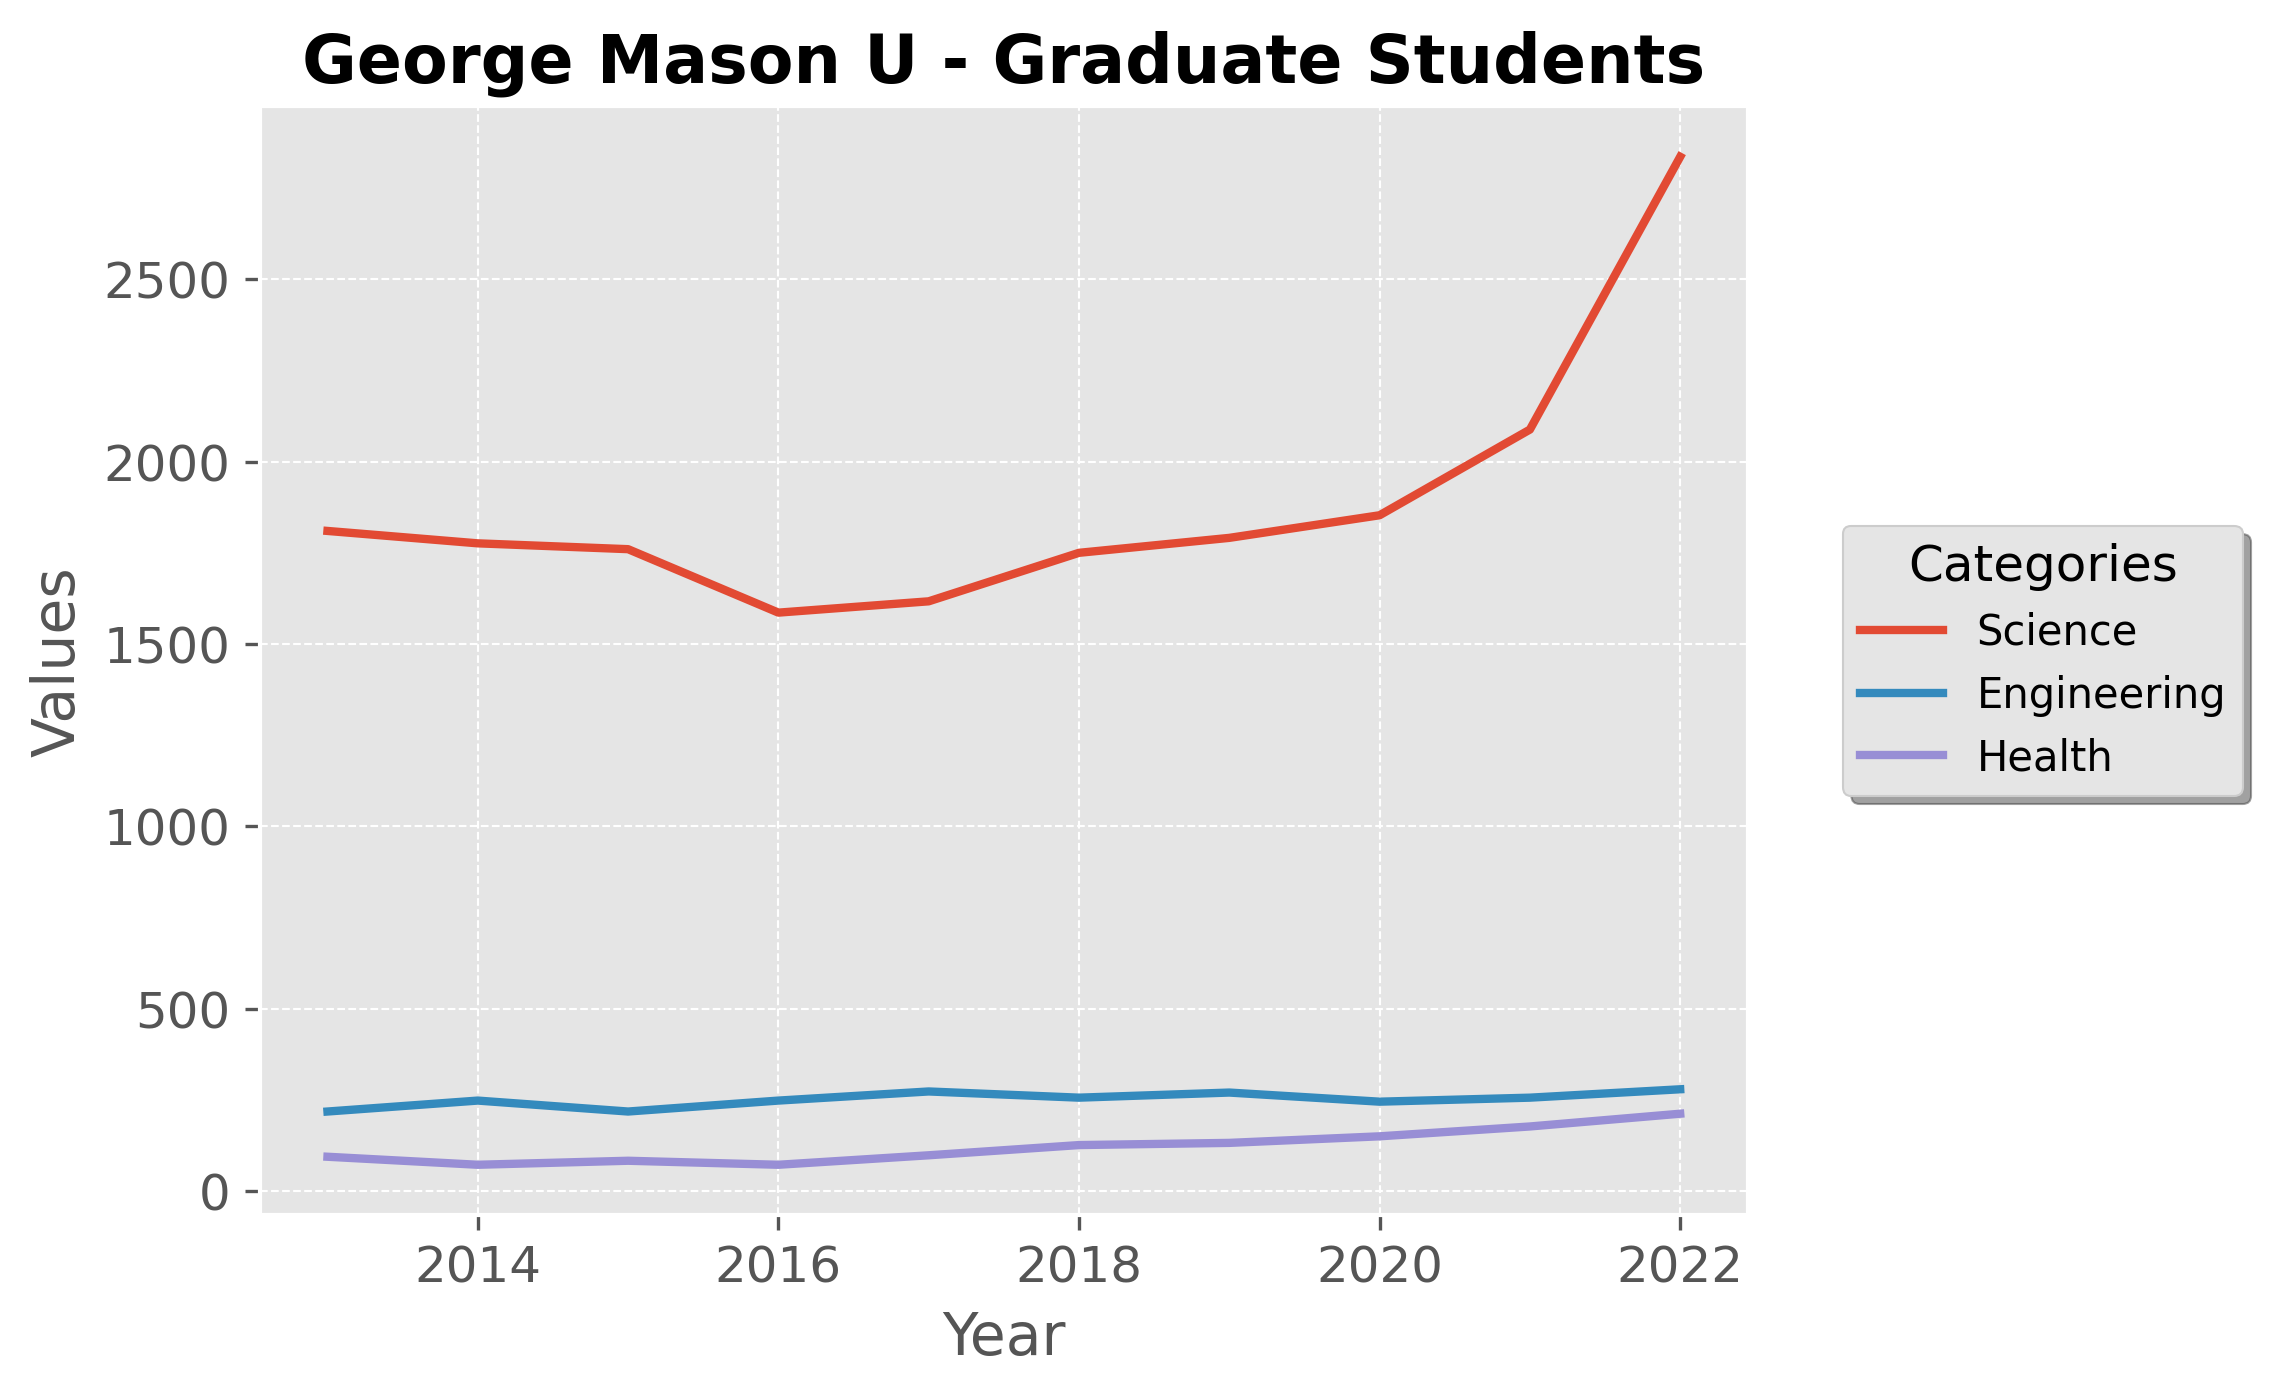 George Mason U - Graduate Students
2500
2000
1500
1000
500
0
Values
2014 2016 2018 2020 2022
Year
Categories
Science
Engineering
Health